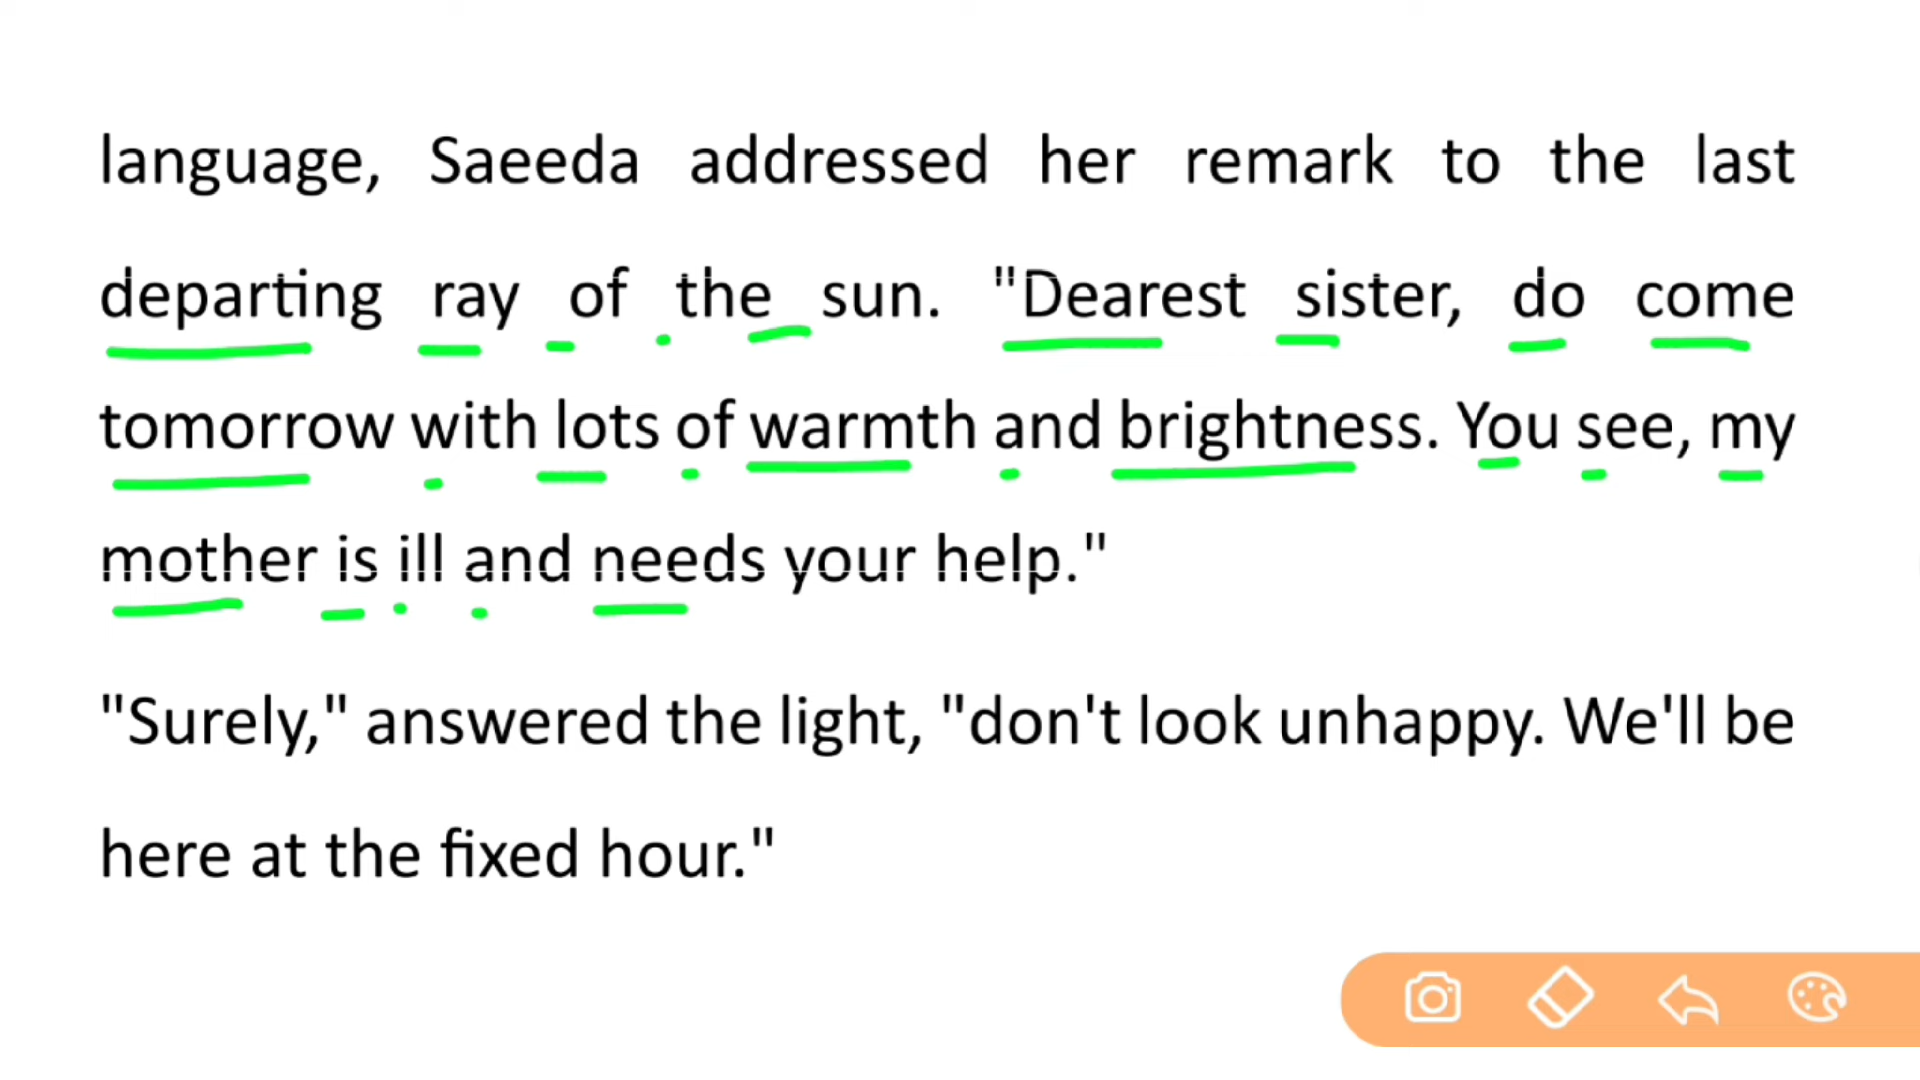 language, Saeeda addressed her remark to the last
departing ray of the sun. "Dearest sister, do come
tomorrow with lots of warmth and brightness. You see, my
mother is ill and needs your help."
"Surely," answered the light, "don't look unhappy. We'll be
here at the fixed hour."